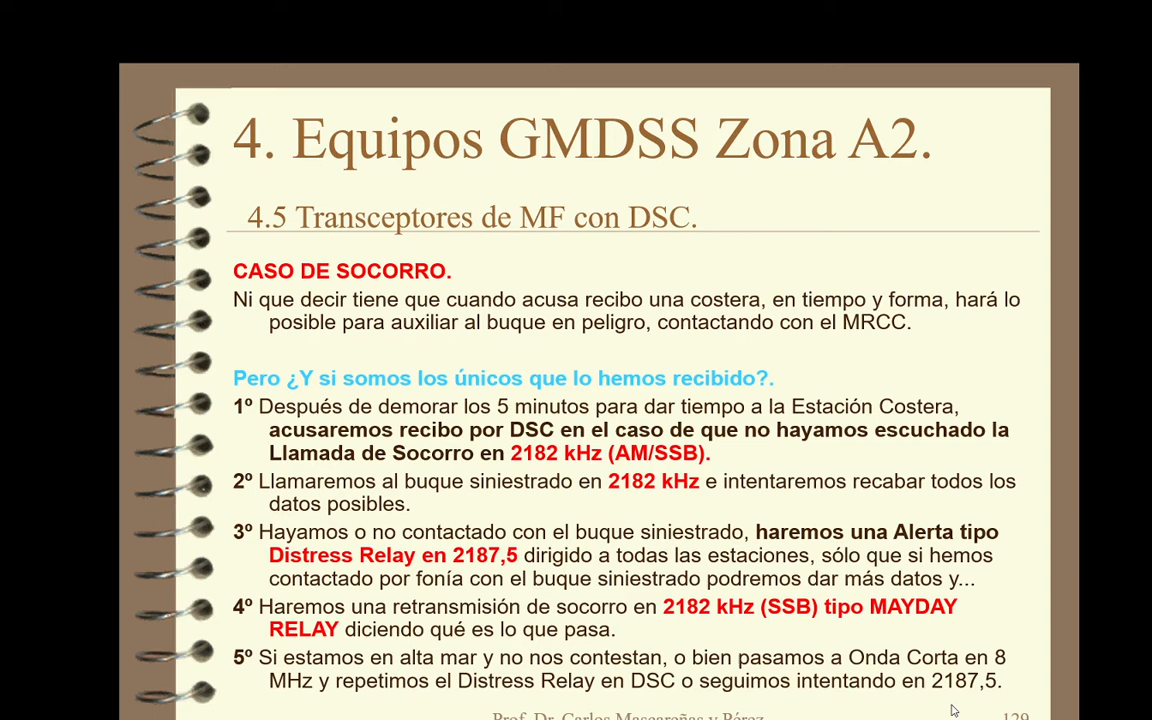 4. Equipos GMDSS Zona A2.
4.5 Transceptores de MF con DSC.
CASO DE SOCORRO.
Ni que decir tiene que cuando acusa recibo una costera, en tiempo y forma, hará lo
posible para auxiliar al buque en peligro, contactando con el MRCC.
Pero ¿Y si somos los únicos que lo hemos recibido?.
1º Después de demorar los 5 minutos para dar tiempo a la Estación Costera,
acusaremos recibo por DSC en el caso de que no hayamos escuchado la
Llamada de Socorro en 2182 kHz (AM/SSB).
2º Llamaremos al buque siniestrado en 2182 kHz e intentaremos recabar todos los
datos posibles.
3º Hayamos o no contactado con el buque siniestrado, haremos una Alerta tipo
Distress Relay en 2187,5 dirigido a todas las estaciones, sólo que si hemos
contactado por fonía con el buque siniestrado podremos dar más datos y...
4º Haremos una retransmisión de socorro en 2182 kHz (SSB) tipo MAYDAY
RELAY diciendo qué es lo que pasa.
5º Si estamos en alta mar y no nos contestan, o bien pasamos a Onda Corta en 8
MHz y repetimos el Distress Relay en DSC o seguimos intentando en 2187,5.
Prof. Dr. Carlos Mascareñas y Pérez
129